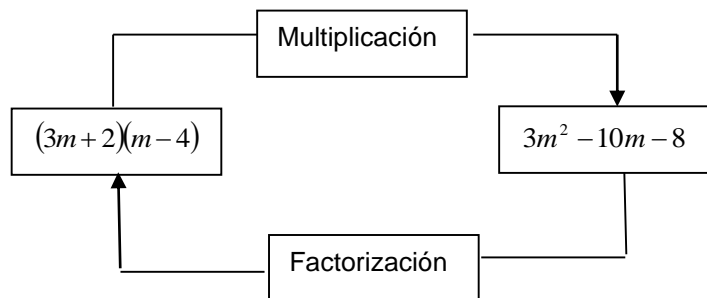 Multiplicación
(3m + 2)(m − 4)
3m² − 10m − 8
Factorización